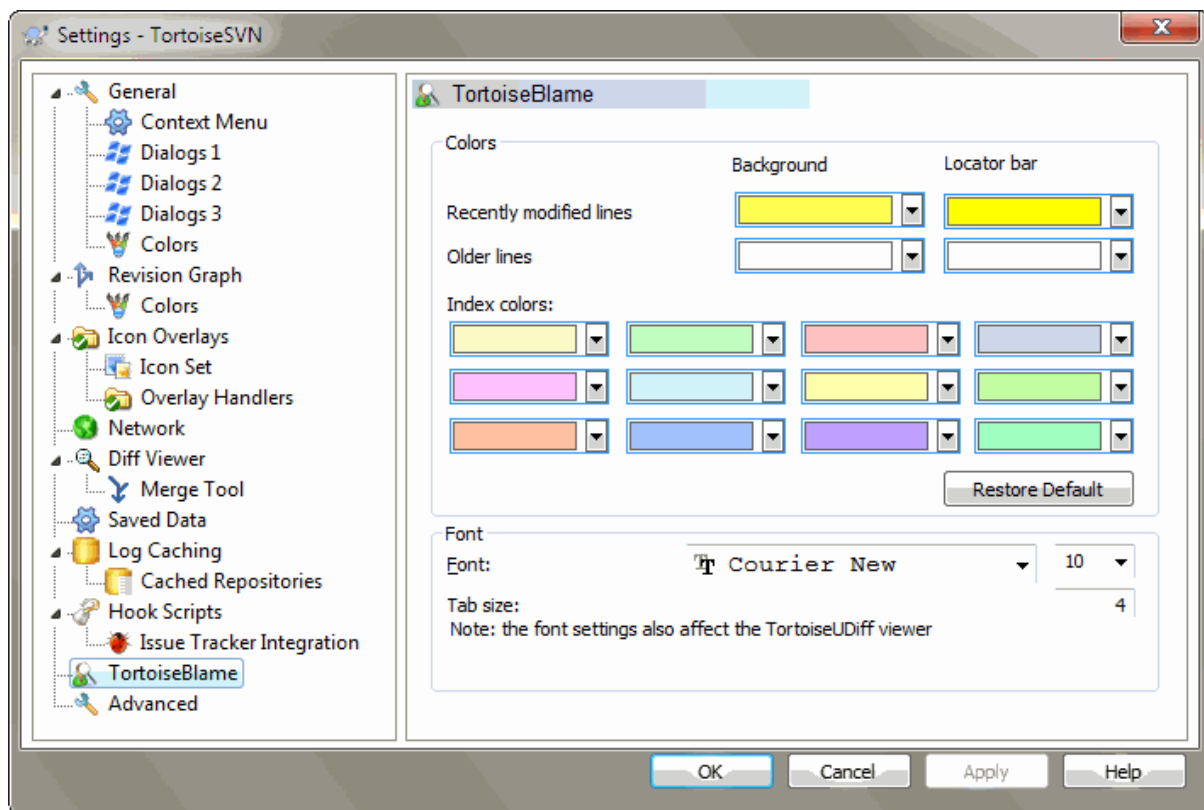 Settings - TortoiseSVN
General
Context Menu
Dialogs 1
Dialogs 2
Dialogs 3
Colors
Revision Graph
Colors
Icon Overlays
Icon Set
Overlay Handlers
Network
Diff Viewer
Merge Tool
Saved Data
Log Caching
Cached Repositories
Hook Scripts
Issue Tracker Integration
TortoiseBlame
Advanced
TortoiseBlame
Colors
Background Locator bar
Recently modified lines
Older lines
Index colors:
Restore Default
Font
Font: Courier New 10
Tab size: 4
Note: the font settings also affect the TortoiseUDiff viewer
OK Cancel Apply Help